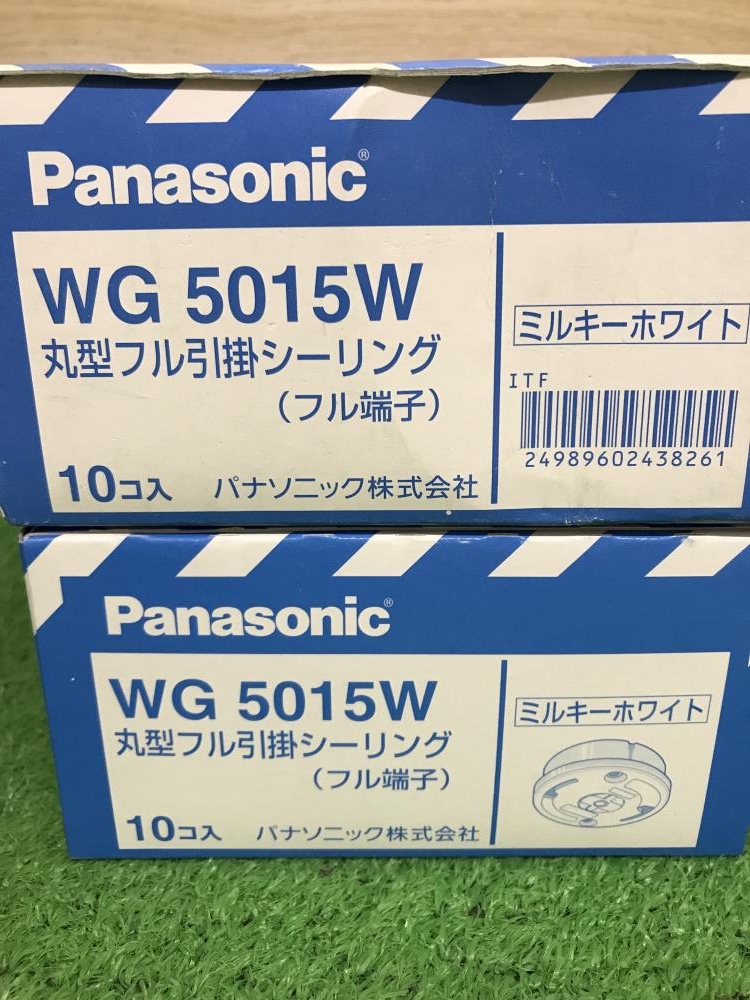 Panasonic®
WG 5015W
丸型フル引掛シーリング
（フル端子）
10コ入 パナソニック株式会社
ミルキーホワイト
ITF
24989602438261
Panasonic®
WG 5015W
丸型フル引掛シーリング
（フル端子）
10コ入 パナソニック株式会社
ミルキーホワイト